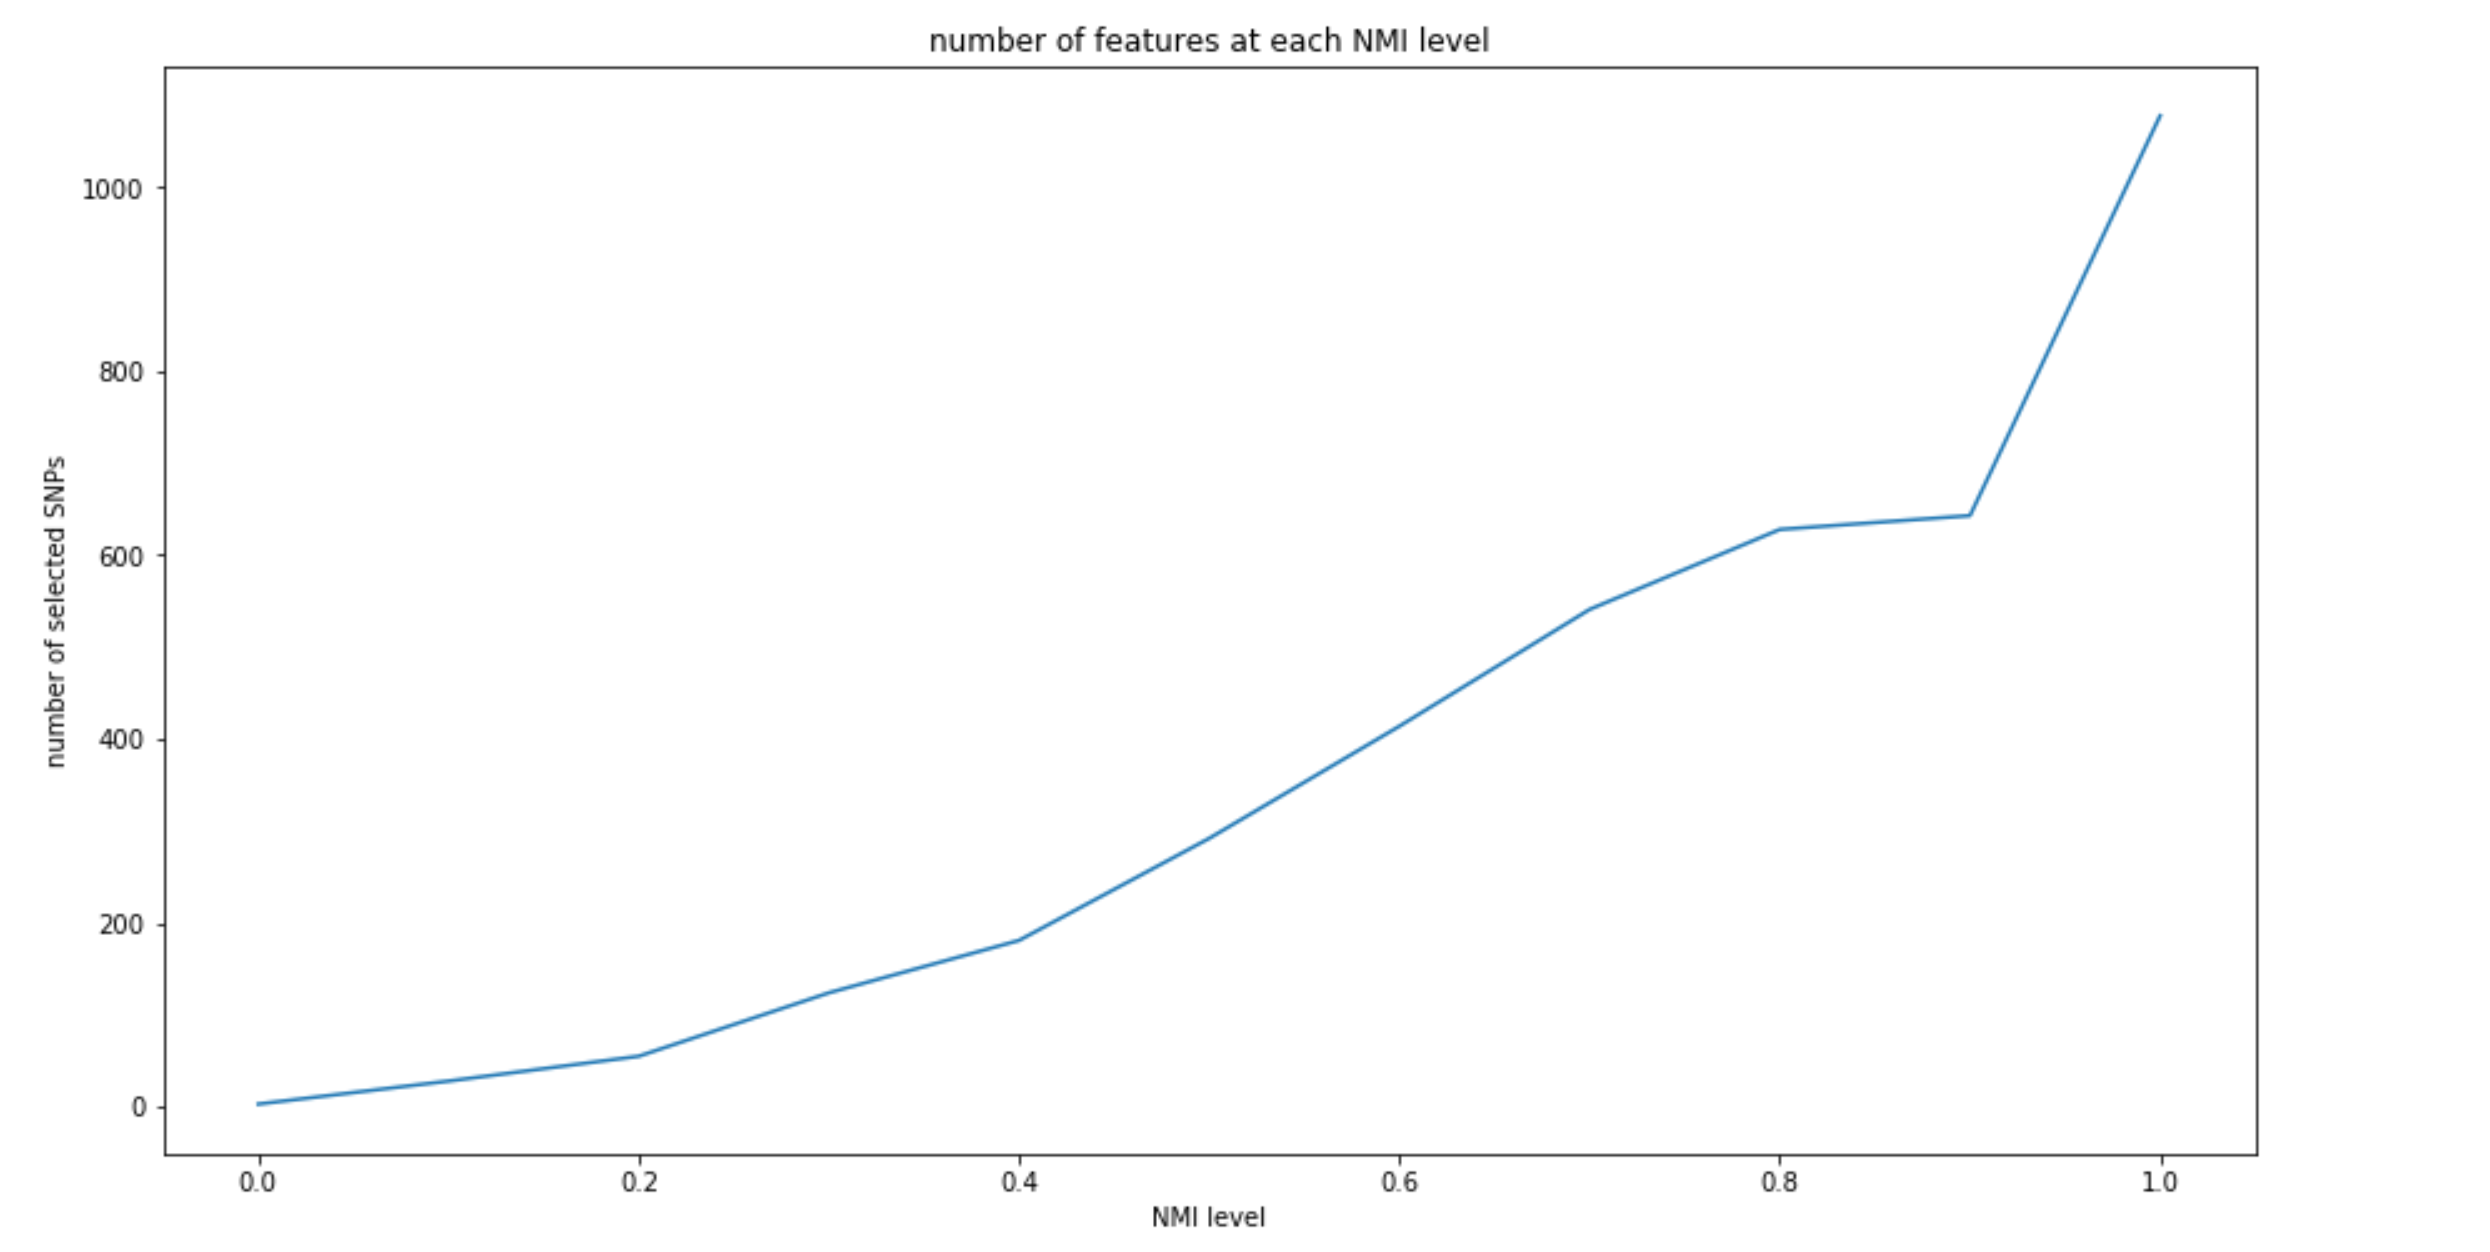 number of features at each NMI level
1000
800
600
400
200
0
number of selected SNPs
0.0 0.2 0.4 0.6 0.8 1.0
NMI level